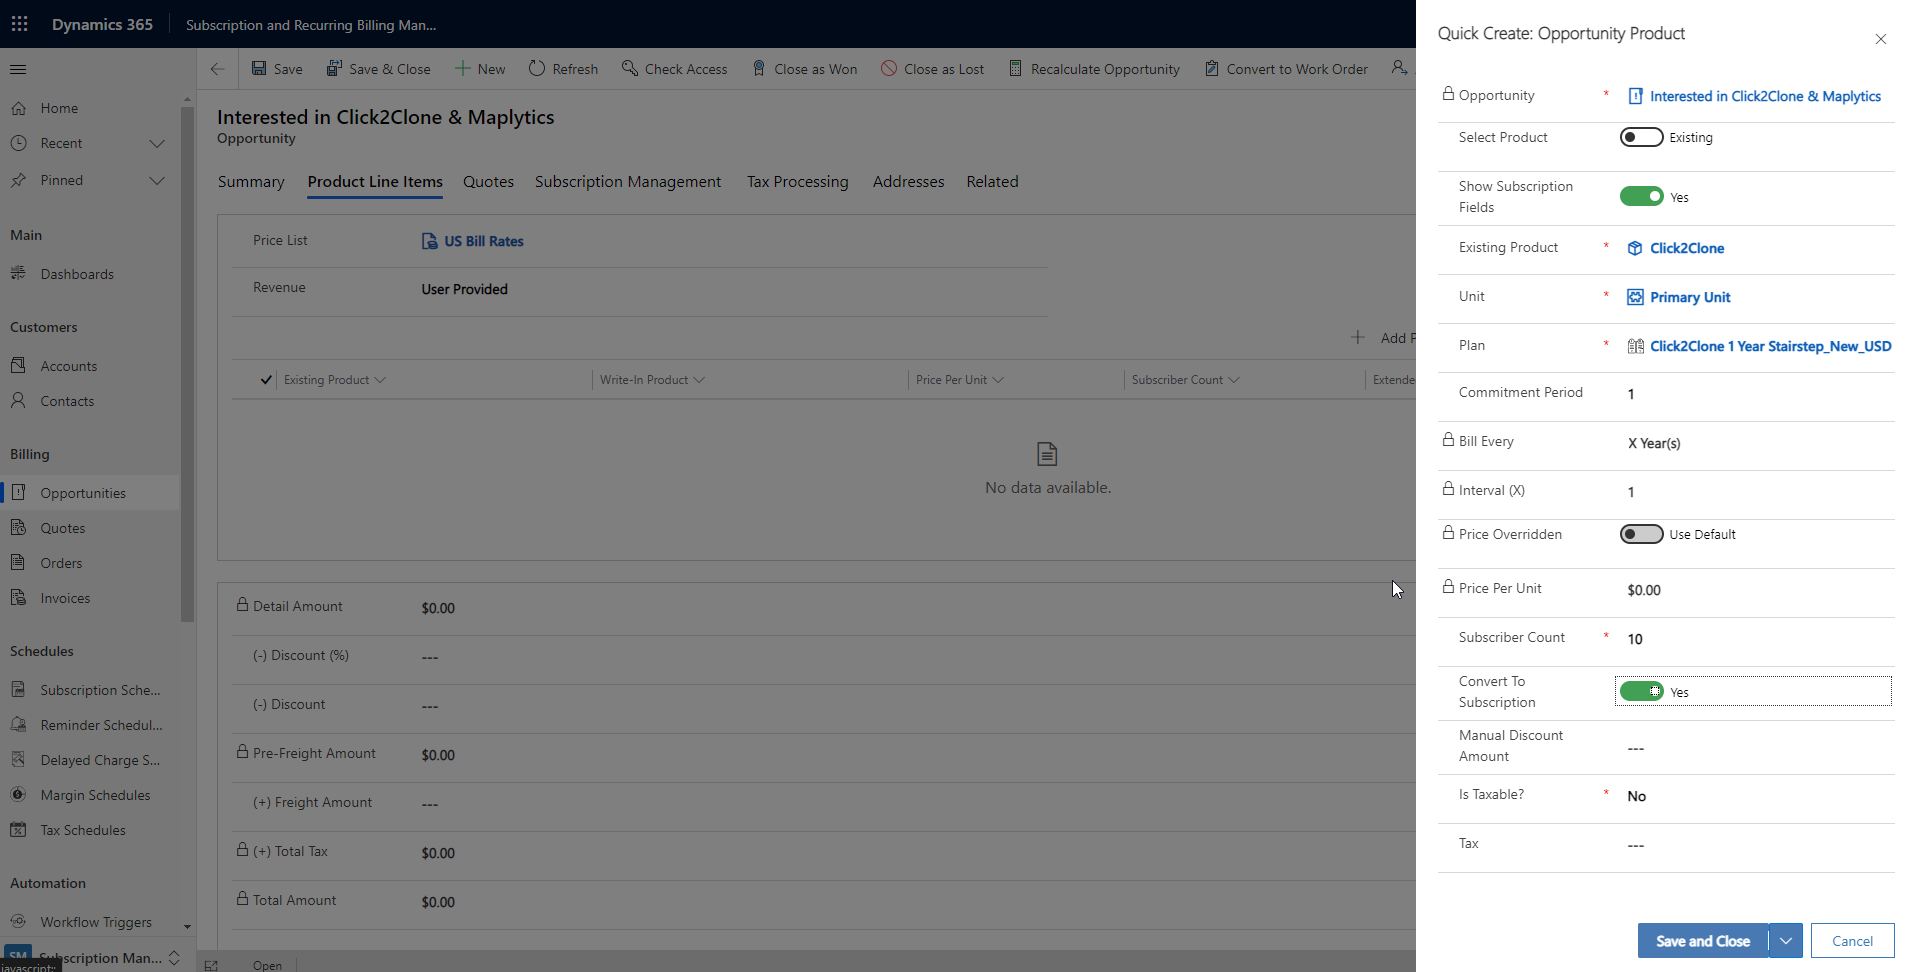 Dynamics 365
Subscription and Recurring Billing Man...
Save
Save & Close
New
Refresh
Check Access
Close as Won
Close as Lost
Recalculate Opportunity
Convert to Work Order
Home
Recent
Pinned
Main
Dashboards
Customers
Accounts
Contacts
Billing
Opportunities
Quotes
Orders
Invoices
Schedules
Subscription Sche...
Reminder Schedul...
Delayed Charge S...
Margin Schedules
Tax Schedules
Automation
Workflow Triggers
SM Subscription Man...
javascript:;
Interested in Click2Clone & Maplytics
Opportunity
Summary
Product Line Items
Quotes
Subscription Management
Tax Processing
Addresses
Related
Price List
US Bill Rates
Revenue
User Provided
Add P
Existing Product
Write-In Product
Price Per Unit
Subscriber Count
Extende
No data available.
Detail Amount
$0.00
(-) Discount (%)
---
(-) Discount
---
Pre-Freight Amount
$0.00
(+) Freight Amount
---
(+) Total Tax
$0.00
Total Amount
$0.00
Open
Quick Create: Opportunity Product
Opportunity
*
Interested in Click2Clone & Maplytics
Select Product
Existing
Show Subscription
Fields
Yes
Existing Product
*
Click2Clone
Unit
*
Primary Unit
Plan
*
Click2Clone 1 Year Stairstep_New_USD
Commitment Period
1
Bill Every
X Year(s)
Interval (X)
1
Price Overridden
Use Default
Price Per Unit
$0.00
Subscriber Count
*
10
Convert To
Subscription
Yes
Manual Discount
Amount
---
Is Taxable?
*
No
Tax
---
Save and Close
Cancel